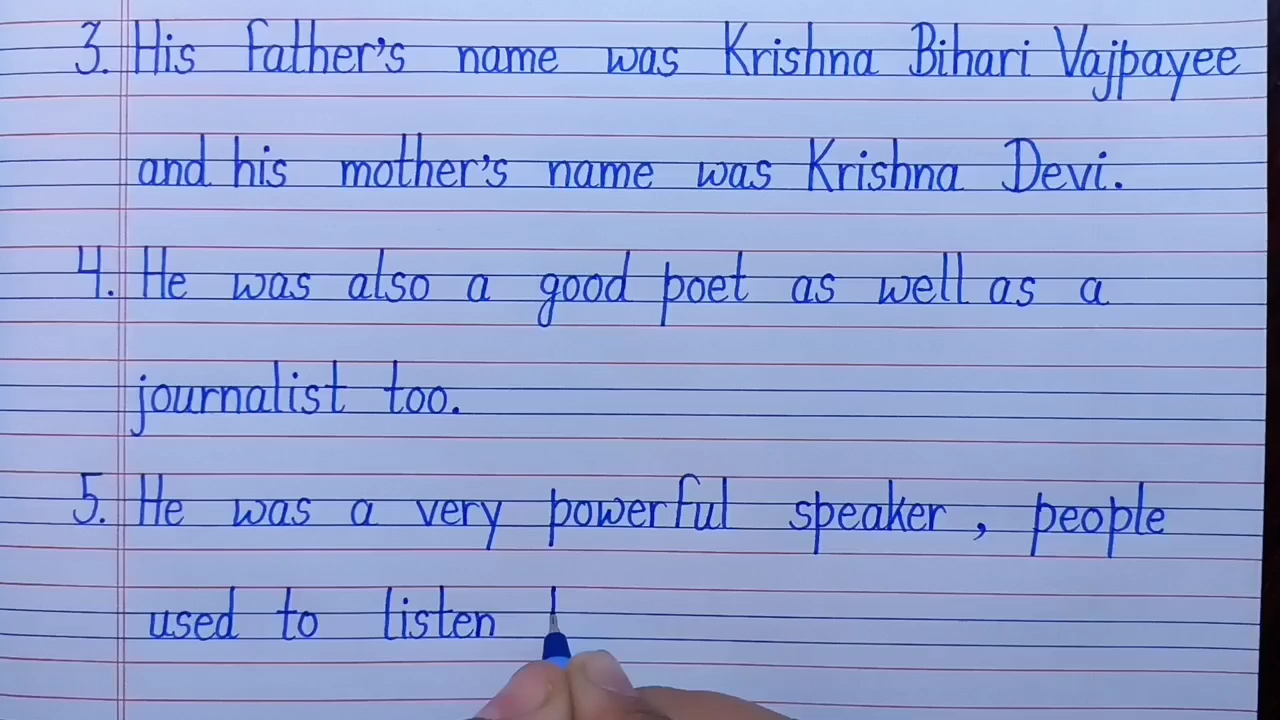 3. His father's name was Krishna Bihari Vajpayee
and his mother's name was Krishna Devi.
4. He was also a good poet as well as a
journalist too.
5. He was a very powerful speaker, people
used to listen